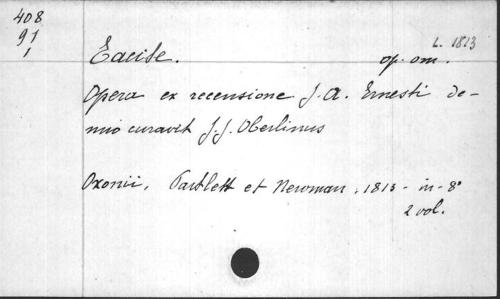 408
91
1
L. 1813
Tacite. op. om.
Opera ex recensione J. A. Ernesti de-
nuo curavit J. J. Oberlinus
Oxonii, Bartlett et Newman, 1813 - in - 8°
2 vol.